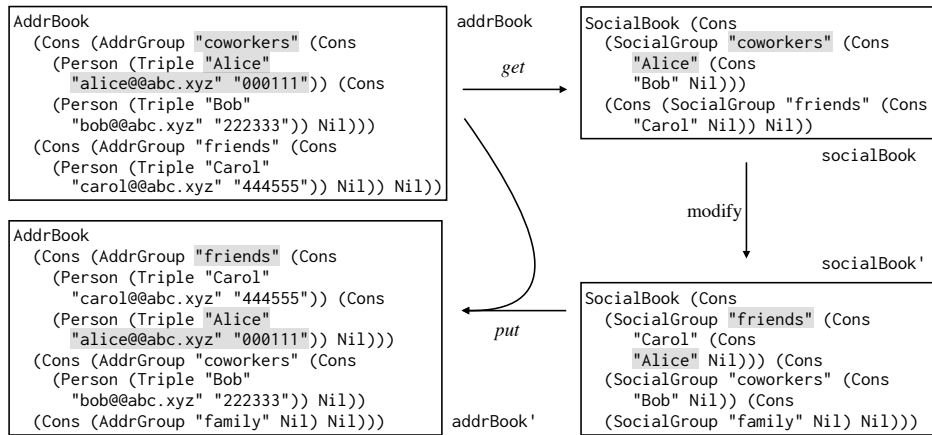 AddrBook
(Cons (AddrGroup "coworkers" (Cons
(Person (Triple "Alice"
"alice@@abc.xyz" "000111")) (Cons
(Person (Triple "Bob"
"bob@@abc.xyz" "222333")) Nil)))
(Cons (AddrGroup "friends" (Cons
(Person (Triple "Carol"
"carol@@abc.xyz" "444555")) Nil)) Nil))
addrBook
get
SocialBook (Cons
(SocialGroup "coworkers" (Cons
"Alice" (Cons
"Bob" Nil)))
(Cons (SocialGroup "friends" (Cons
"Carol" Nil)) Nil))
socialBook
modify
socialBook'
AddrBook
(Cons (AddrGroup "friends" (Cons
(Person (Triple "Carol"
"carol@@abc.xyz" "444555")) (Cons
(Person (Triple "Alice"
"alice@@abc.xyz" "000111")) Nil)))
(Cons (AddrGroup "coworkers" (Cons
(Person (Triple "Bob"
"bob@@abc.xyz" "222333")) Nil))
(Cons (AddrGroup "family" Nil) Nil)))
addrBook'
put
SocialBook (Cons
(SocialGroup "friends" (Cons
"Carol" (Cons
"Alice" Nil))) (Cons
(SocialGroup "coworkers" (Cons
"Bob" Nil)) (Cons
(SocialGroup "family" Nil) Nil)))